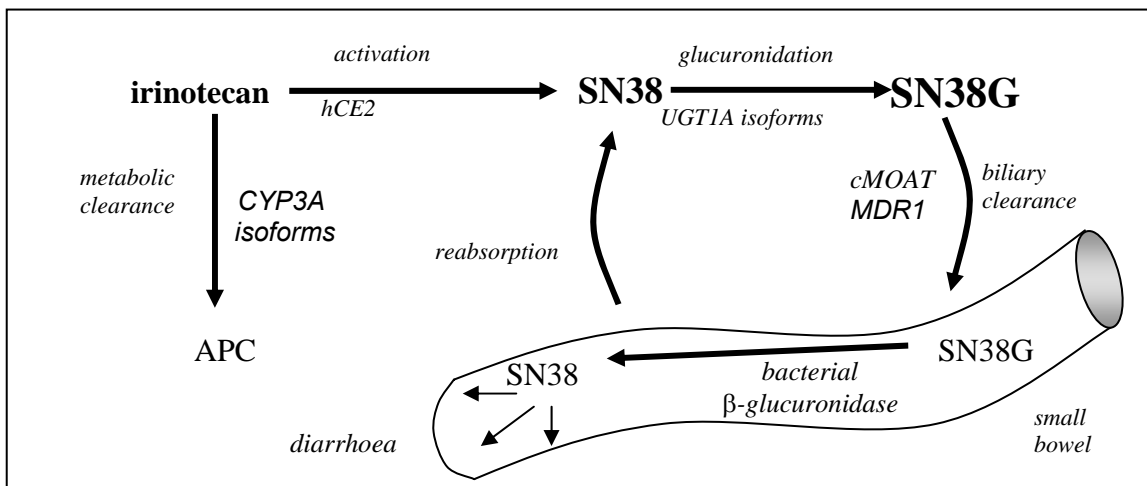 activation
glucuronidation
irinotecan
SN38
SN38G
hCE2
UGT1A isoforms
metabolic
clearance
CYP3A
isoforms
cMOAT
MDR1
biliary
clearance
reabsorption
APC
SN38G
SN38
bacterial
β-glucuronidase
diarrhoea
small
bowel